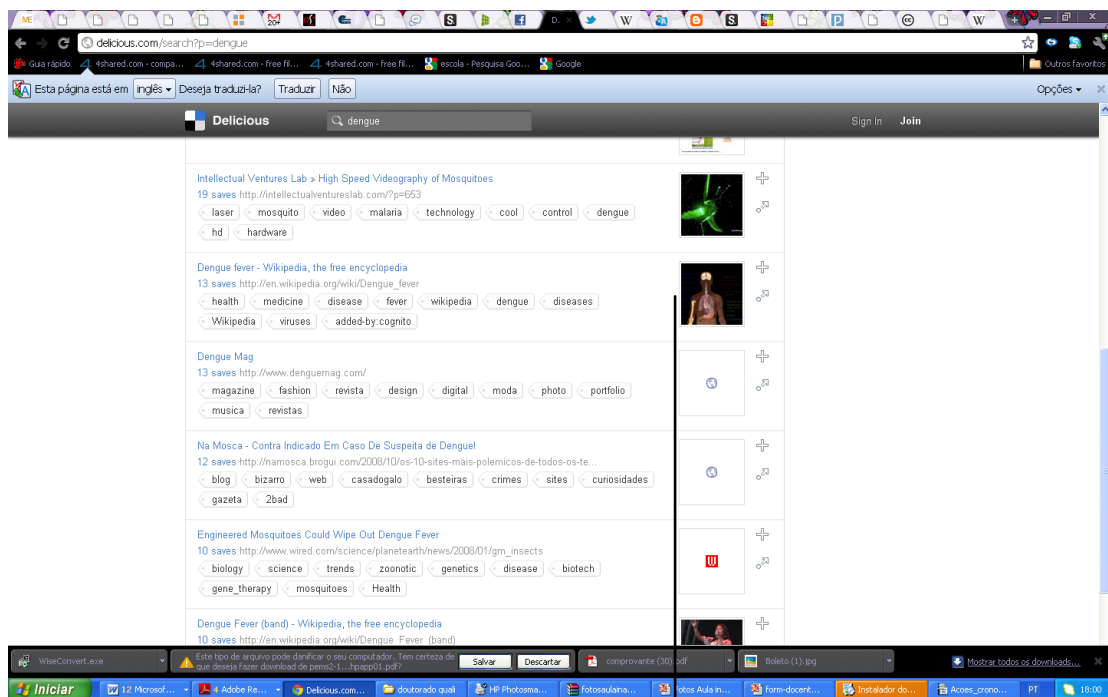 ME
20+
D.
delicious.com/search?p=dengue
Guia rápido
4shared.com - compa...
4shared.com - free fil...
4shared.com - free fil...
escola - Pesquisa Goo...
Google
Outros favoritos
Esta página está em inglês Deseja traduzi-la? Traduzir Não Opções
Delicious dengue Sign In Join
Intellectual Ventures Lab » High Speed Videography of Mosquitoes
19 saves http://intellectualventureslab.com/?p=653
laser mosquito video malaria technology cool control dengue
hd hardware
Dengue fever - Wikipedia, the free encyclopedia
13 saves http://en.wikipedia.org/wiki/Dengue_fever
health medicine disease fever wikipedia dengue diseases
Wikipedia viruses added-by:cognito
Dengue Mag
13 saves http://www.denguemag.com/
magazine fashion revista design digital moda photo portfolio
musica revistas
Na Mosca - Contra Indicado Em Caso De Suspeita de Dengue!
12 saves http://namosca.brogui.com/2008/10/os-10-sites-mais-polemicos-de-todos-os-te...
blog bizarro web casadogalo besteiras crimes sites curiosidades
gazeta 2bad
Engineered Mosquitoes Could Wipe Out Dengue Fever
10 saves http://www.wired.com/science/planetearth/news/2008/01/gm_insects
biology science trends zoonotic genetics disease biotech
gene_therapy mosquitoes Health
Dengue Fever (band) - Wikipedia, the free encyclopedia
10 saves http://en.wikipedia.org/wiki/Dengue_Fever_(band)
WiseConvert.exe
Este tipo de arquivo pode danificar o seu computador. Tem certeza de
que deseja fazer download de pems2-1...hpapp01.pdf?
Salvar Descartar
comprovante (30).pdf
Boleto (1).jpg
Mostrar todos os downloads...
Iniciar
12 Microsof...
4 Adobe Re...
Delicious.com...
doutorado quali
HP Photosma...
fotosaulaina...
Fotos Aula in...
form-docent...
Instalador do...
Acoes_crono...
PT
18:00